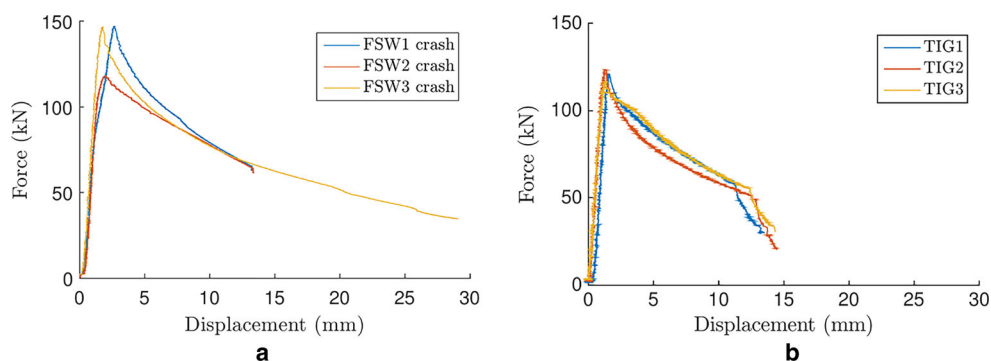 150
100
50
0
Force (kN)
0 5 10 15 20 25 30
Displacement (mm)
FSW1 crash
FSW2 crash
FSW3 crash
a
150
100
50
0
Force (kN)
0 5 10 15 20 25 30
Displacement (mm)
TIG1
TIG2
TIG3
b